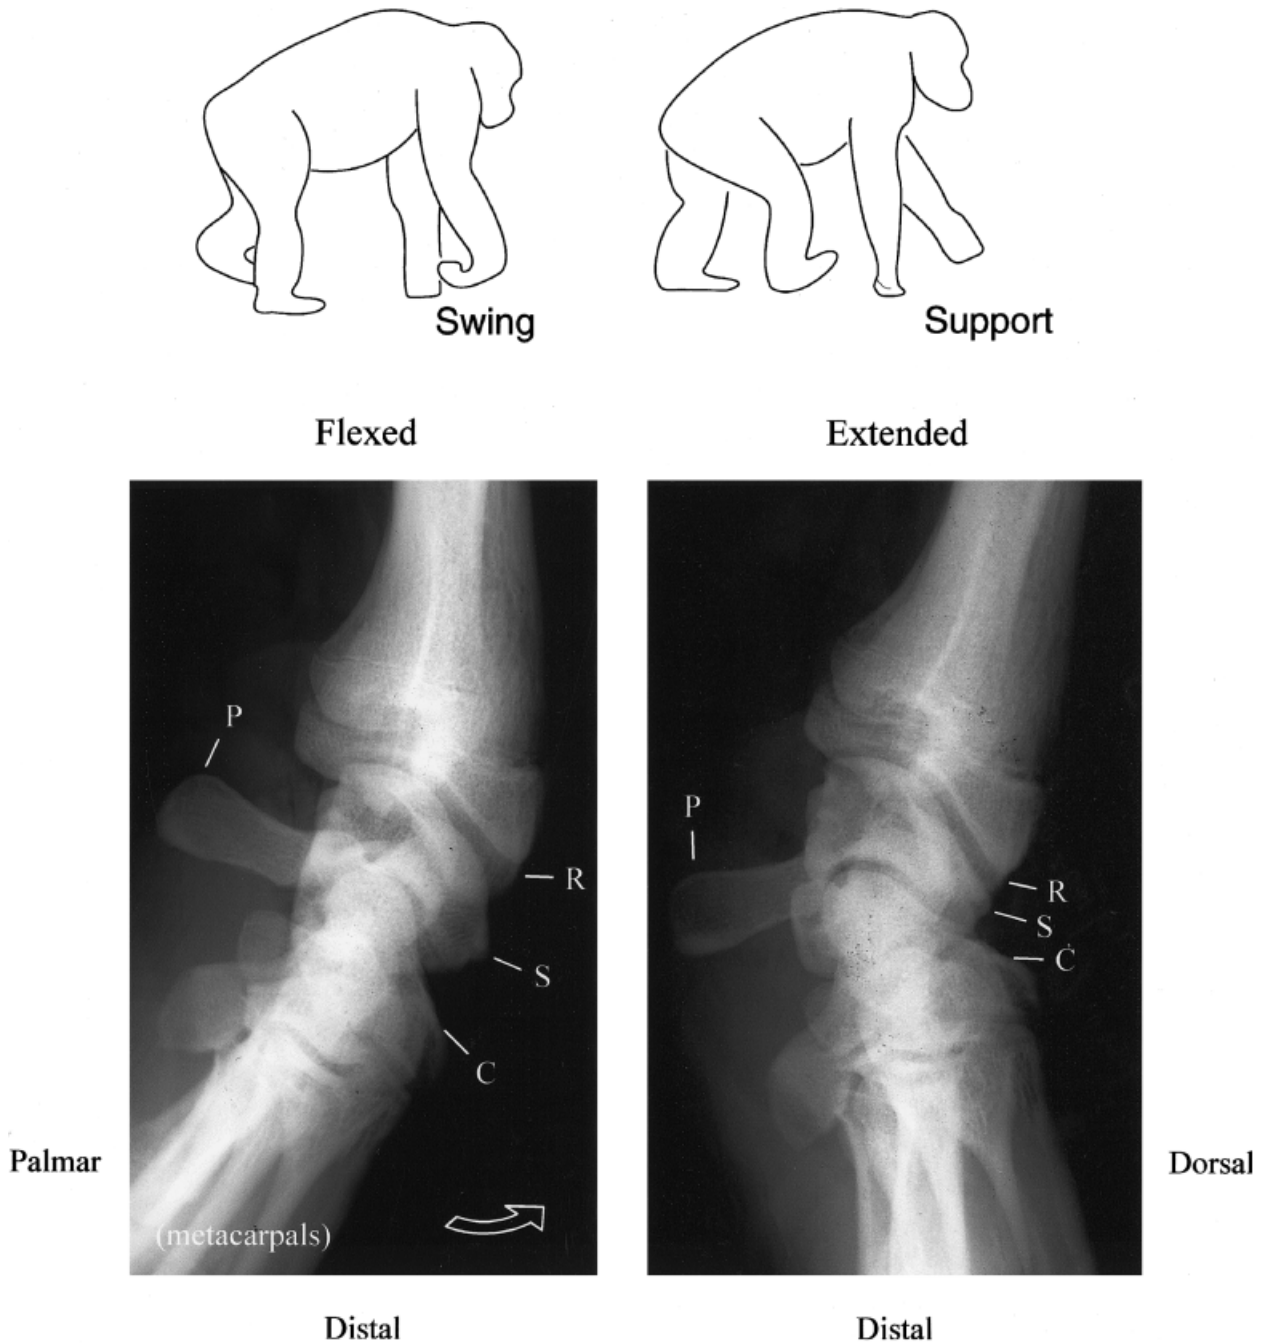 Swing
Support
Flexed
Extended
P
R
S
C
P
R
S
C
Palmar
Dorsal
(metacarpals)
Distal
Distal